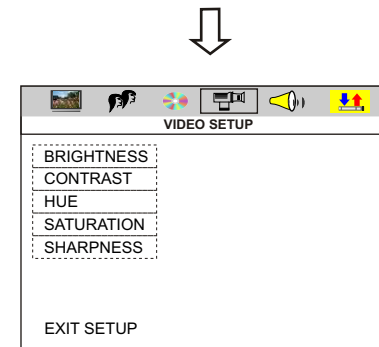 VIDEO SETUP
BRIGHTNESS
CONTRAST
HUE
SATURATION
SHARPNESS
EXIT SETUP